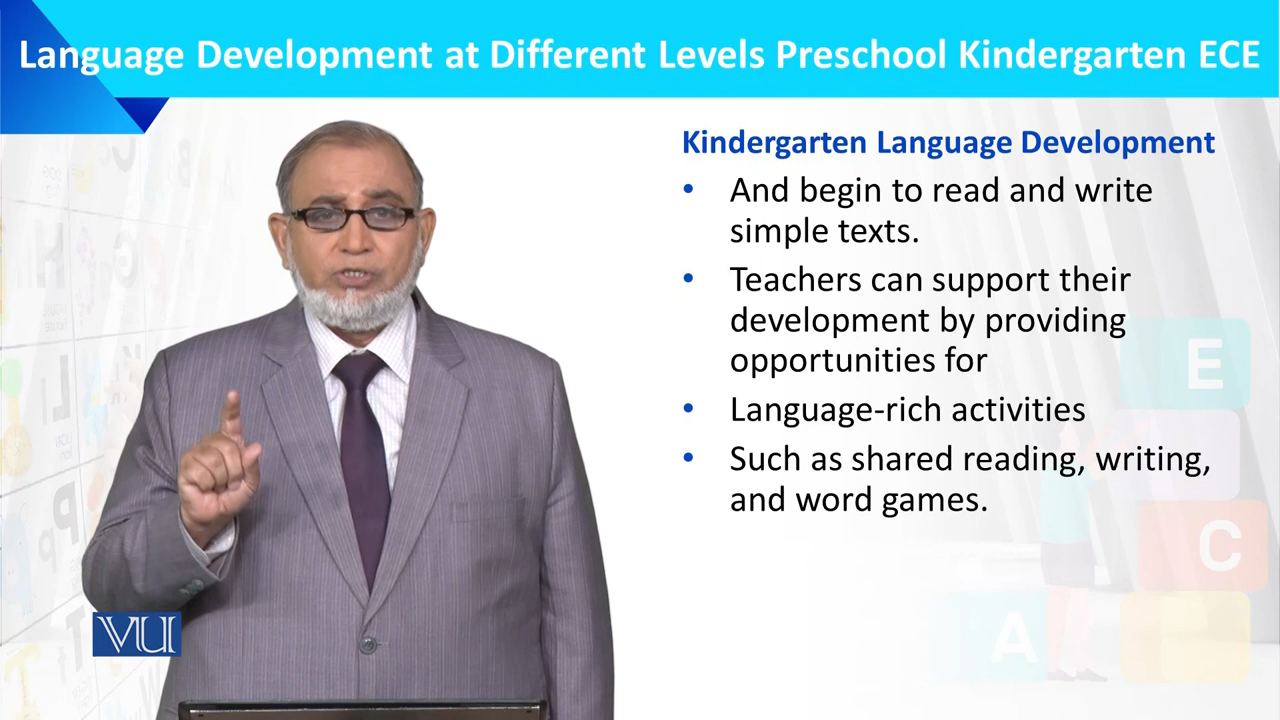 Language Development at Different Levels Preschool Kindergarten ECE
Kindergarten Language Development
• And begin to read and write
simple texts.
• Teachers can support their
development by providing
opportunities for
• Language-rich activities
• Such as shared reading, writing,
and word games.
E
C
A
VU